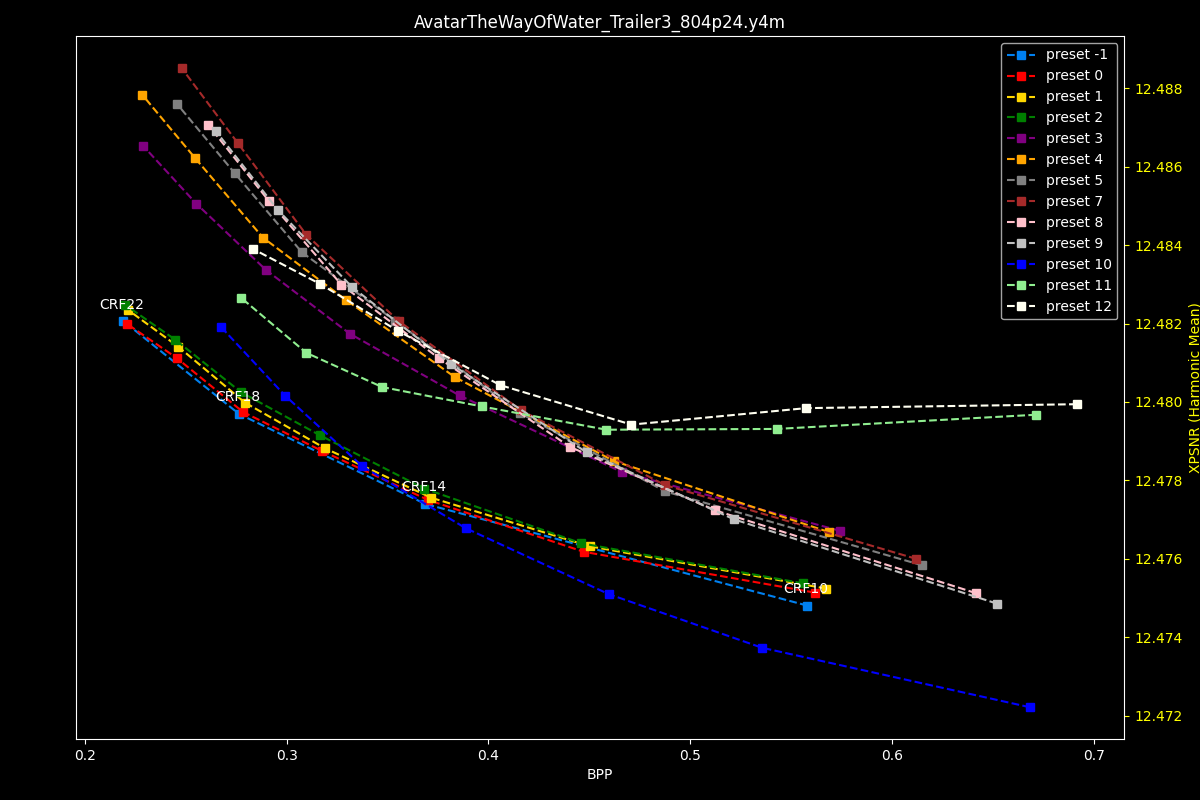 AvatarTheWayOfWater_Trailer3_804p24.y4m
preset -1
preset 0
preset 1
preset 2
preset 3
preset 4
preset 5
preset 7
preset 8
preset 9
preset 10
preset 11
preset 12
12.488
12.486
12.484
12.482
12.480
12.478
12.476
12.474
12.472
XPSNR (Harmonic Mean)
CRF22
CRF18
CRF14
CRF10
0.2
0.3
0.4
0.5
0.6
0.7
BPP